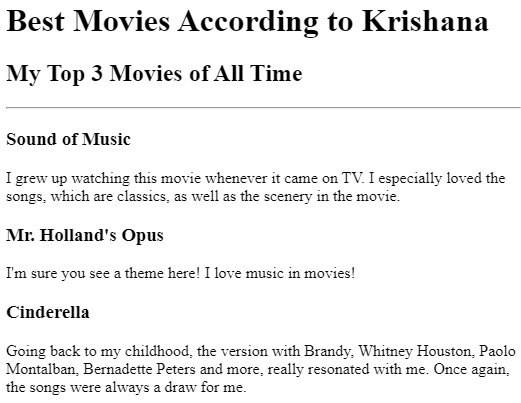 Best Movies According to Krishana
My Top 3 Movies of All Time
Sound of Music
I grew up watching this movie whenever it came on TV. I especially loved the
songs, which are classics, as well as the scenery in the movie.
Mr. Holland's Opus
I'm sure you see a theme here! I love music in movies!
Cinderella
Going back to my childhood, the version with Brandy, Whitney Houston, Paolo
Montalban, Bernadette Peters and more, really resonated with me. Once again,
the songs were always a draw for me.